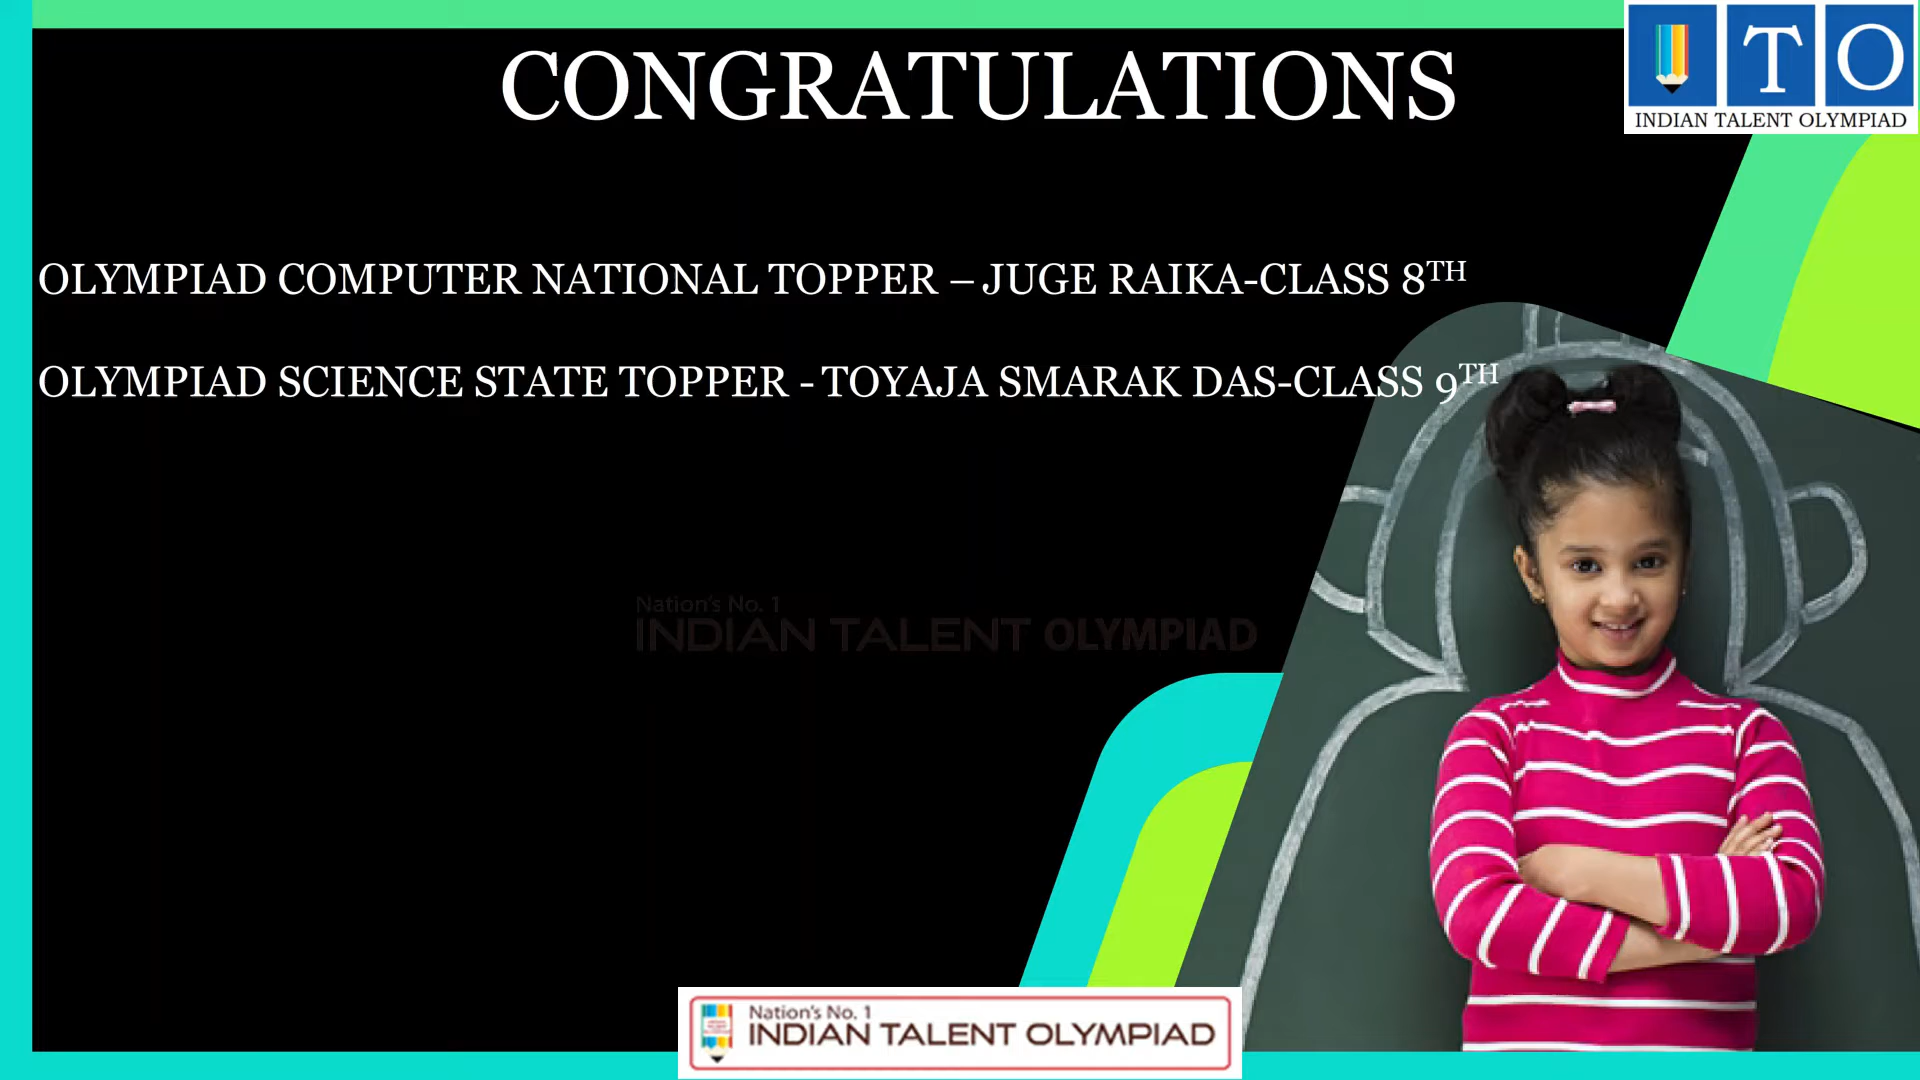 CONGRATULATIONS
ITO
INDIAN TALENT OLYMPIAD
OLYMPIAD COMPUTER NATIONAL TOPPER – JUGE RAIKA-CLASS 8TH
OLYMPIAD SCIENCE STATE TOPPER - TOYAJA SMARAK DAS-CLASS 9TH
Nation's No. 1
INDIAN TALENT OLYMPIAD
Nation's No. 1
INDIAN TALENT OLYMPIAD